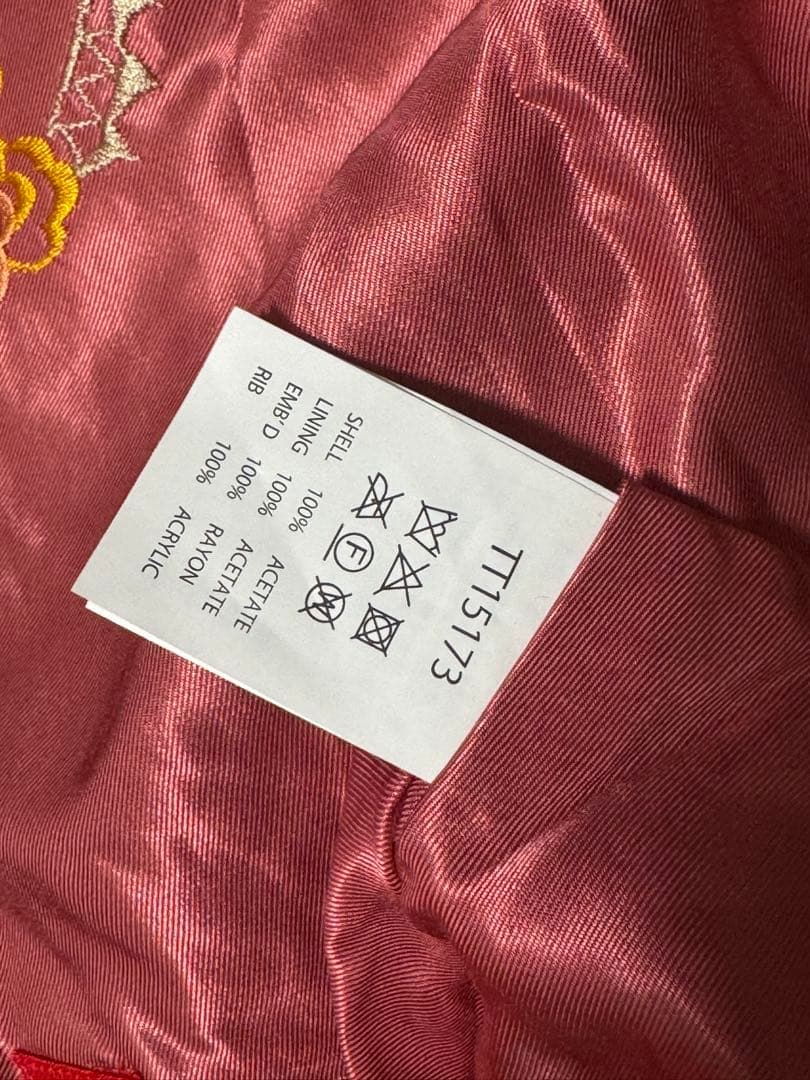 TT15173
F W
SHELL 100% ACETATE
LINING 100% ACETATE
EMB'D 100% RAYON
RIB 100% ACRYLIC